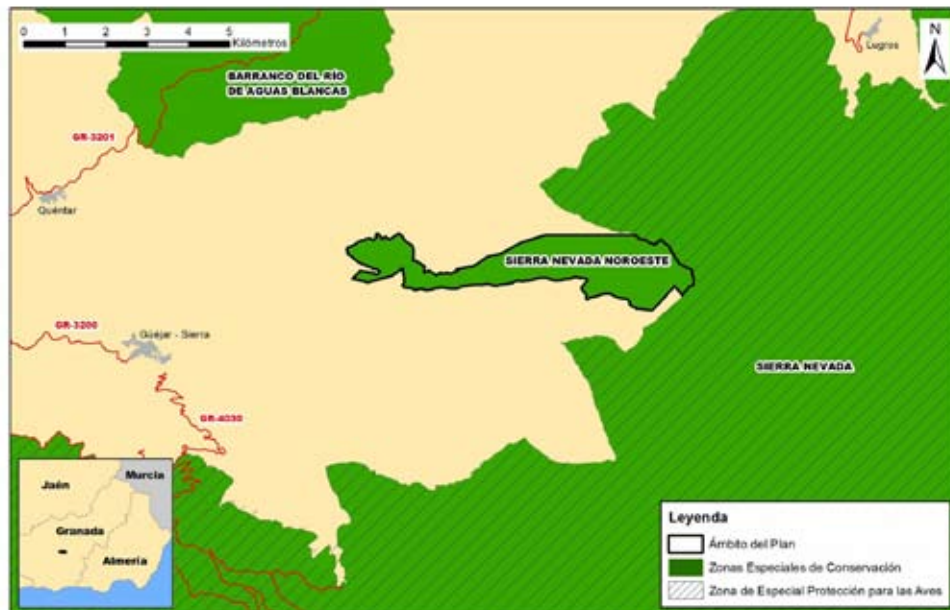 0 1 2 3 4 5
Kilómetros
N
Lugros
BARRANCO DEL RÍO
DE AGUAS BLANCAS
GR-3201
Quéntar
SIERRA NEVADA NOROESTE
GR-3200
Güéjar - Sierra
SIERRA NEVADA
GR-4030
Jaén
Murcia
Granada
Almería
Leyenda
Ámbito del Plan
Zonas Especiales de Conservación
Zona de Especial Protección para las Aves